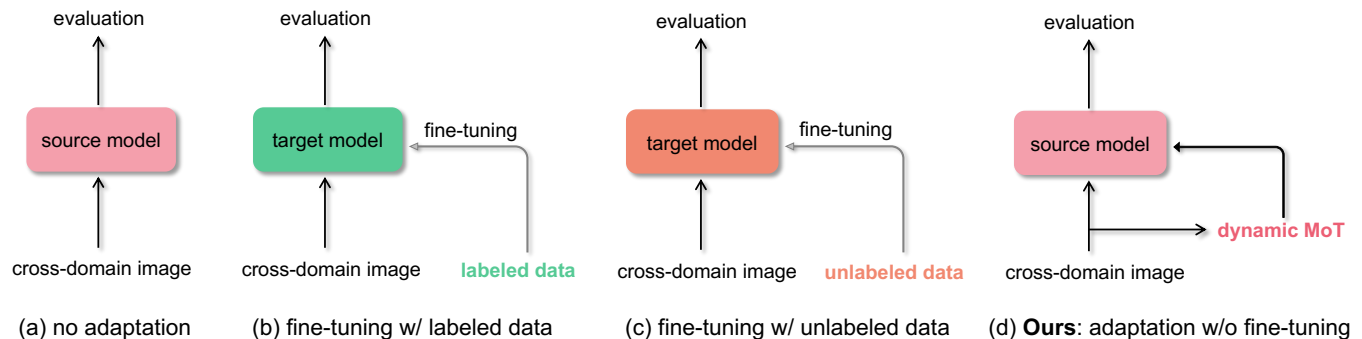 evaluation
source model
cross-domain image
(a) no adaptation
evaluation
target model
fine-tuning
cross-domain image
labeled data
(b) fine-tuning w/ labeled data
evaluation
target model
fine-tuning
cross-domain image
unlabeled data
(c) fine-tuning w/ unlabeled data
evaluation
source model
dynamic MoT
cross-domain image
(d) Ours: adaptation w/o fine-tuning